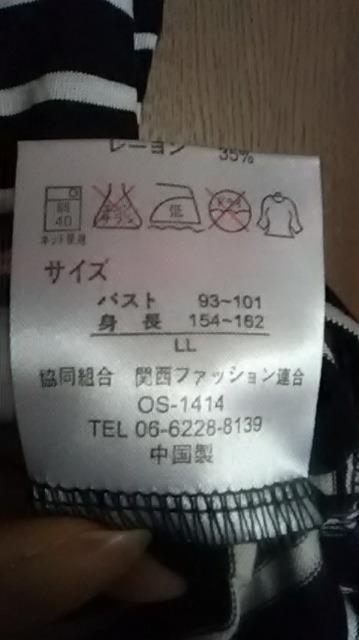 レーヨン 35%
弱
40
ネット使用
低
サイズ
バスト 93~101
身長 154~162
LL
協同組合 関西ファッション連合
OS-1414
TEL 06-6228-8139
中国製